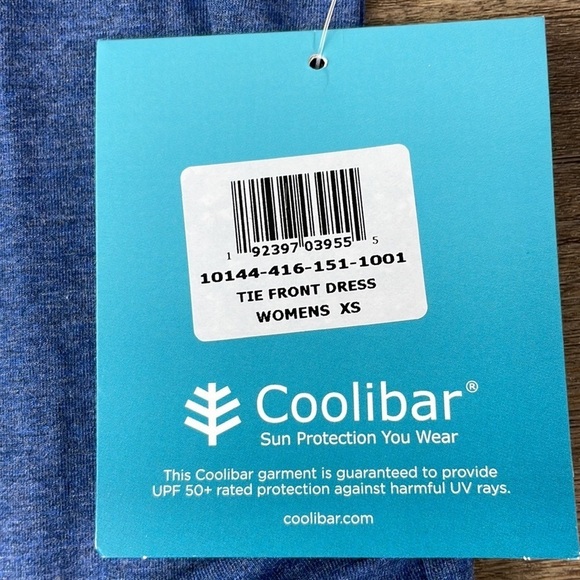 1 92397 03955 5
10144-416-151-1001
TIE FRONT DRESS
WOMENS XS
Coolibar®
Sun Protection You Wear
This Coolibar garment is guaranteed to provide
UPF 50+ rated protection against harmful UV rays.
coolibar.com